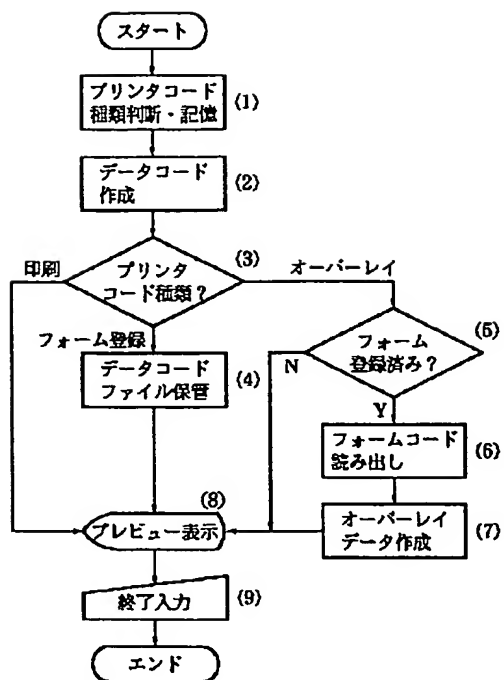 スタート
プリンタコード
種類判断・記憶
(1)
データコード
作成
(2)
(3)
印刷
プリンタ
コード種類?
オーバーレイ
フォーム登録
(5)
フォーム
登録済み?
N
Y
データコード
ファイル保管
(4)
フォームコード
読み出し
(6)
(8)
プレビュー表示
オーバーレイ
データ作成
(7)
終了入力
(9)
エンド